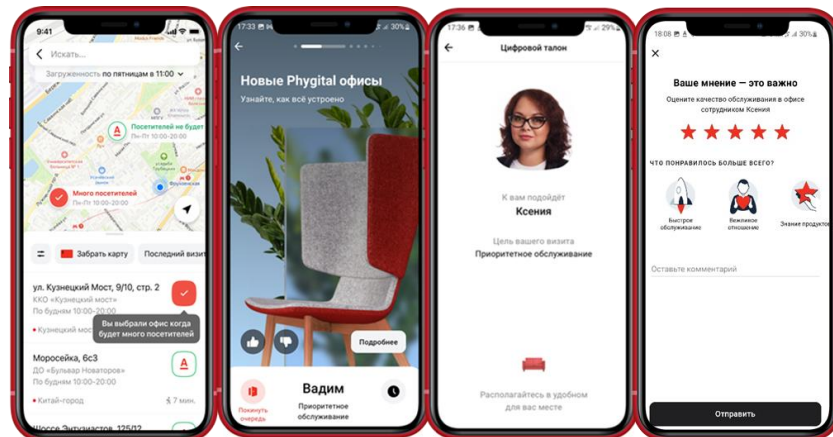 9:41
Искать...
Загруженность по пятницам в 11:00
Посетителей не будет
Пн-Пт 10:00-20:00
Много посетителей
Пн-Пт 10:00-20:00
Фрунзенская
Забрать карту
Последний визит
ул. Кузнецкий Мост, 9/10, стр. 2
ККО «Кузнецкий мост»
По будням 10:00-20:00
Кузнецкий мос
Вы выбрали офис когда
будет много посетителей
Моросейка, 6с3
ДО «Бульвар Новаторов»
По будням 10:00-20:00
Китай-город
7 мин.
Шоссе Энтузиастов, 125/12
17:33
30%
Новые Phygital офисы
Узнайте, как всё устроено
Подробнее
Покинуть
очередь
Вадим
Приоритетное
обслуживание
17:36
29%
Цифровой талон
К вам подойдёт
Ксения
Цель вашего визита
Приоритетное обслуживание
Располагайтесь в удобном
для вас месте
18:08
30%
Ваше мнение — это важно
Оцените качество обслуживания в офисе
сотрудником Ксения
ЧТО ПОНРАВИЛОСЬ БОЛЬШЕ ВСЕГО?
Быстрое
обслуживание
Вежливое
отношение
Знание продуктов
Оставьте комментарий
Отправить